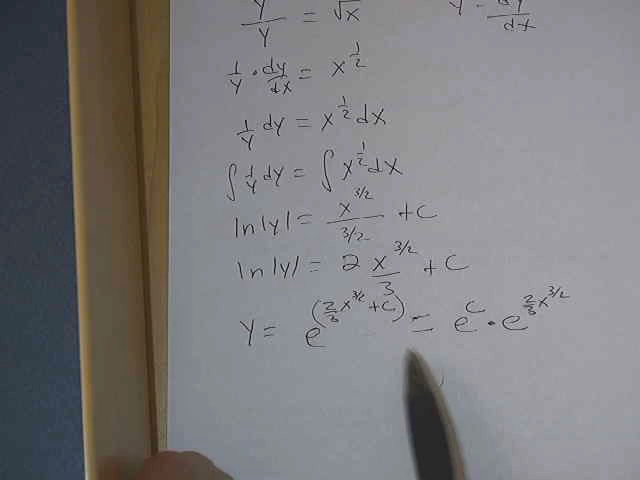 y'/y = √x y' = dy/dx
1/y · dy/dx = x^(1/2)
1/y dy = x^(1/2) dx
∫ 1/y dy = ∫ x^(1/2) dx
ln|y| = x^(3/2)/(3/2) + C
ln|y| = 2 x^(3/2)/3 + C
y = e^(2/3 x^(3/2) + C) = e^C · e^(2/3 x^(3/2))